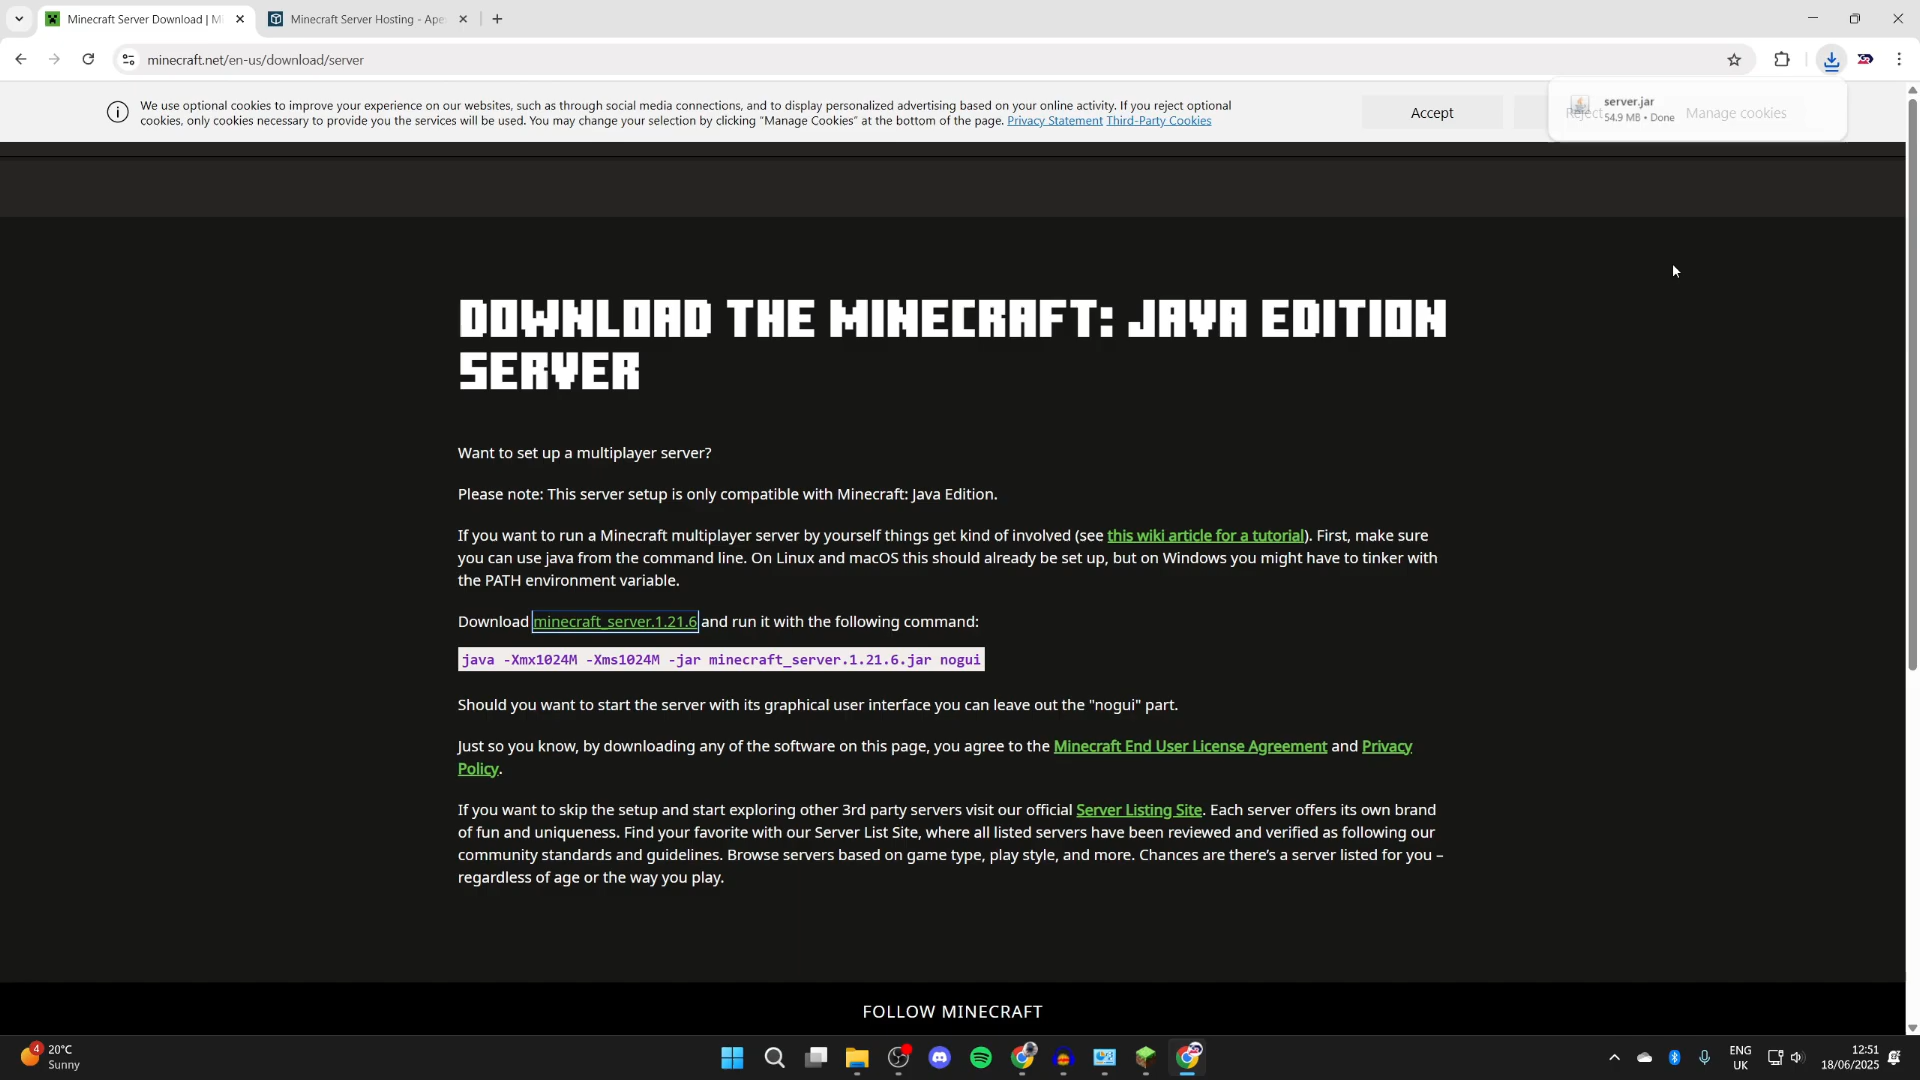 Minecraft Server Download | M
Minecraft Server Hosting - Ape
minecraft.net/en-us/download/server
We use optional cookies to improve your experience on our websites, such as through social media connections, and to display personalized advertising based on your online activity. If you reject optional
cookies, only cookies necessary to provide you the services will be used. You may change your selection by clicking "Manage Cookies" at the bottom of the page. Privacy Statement Third-Party Cookies
Accept
Reject
Manage cookies
server.jar
54.9 MB • Done
DOWNLOAD THE MINECRAFT: JAVA EDITION
SERVER
Want to set up a multiplayer server?
Please note: This server setup is only compatible with Minecraft: Java Edition.
If you want to run a Minecraft multiplayer server by yourself things get kind of involved (see this wiki article for a tutorial). First, make sure
you can use java from the command line. On Linux and macOS this should already be set up, but on Windows you might have to tinker with
the PATH environment variable.
Download minecraft_server.1.21.6 and run it with the following command:
java -Xmx1024M -Xms1024M -jar minecraft_server.1.21.6.jar nogui
Should you want to start the server with its graphical user interface you can leave out the "nogui" part.
Just so you know, by downloading any of the software on this page, you agree to the Minecraft End User License Agreement and Privacy
Policy.
If you want to skip the setup and start exploring other 3rd party servers visit our official Server Listing Site. Each server offers its own brand
of fun and uniqueness. Find your favorite with our Server List Site, where all listed servers have been reviewed and verified as following our
community standards and guidelines. Browse servers based on game type, play style, and more. Chances are there's a server listed for you –
regardless of age or the way you play.
FOLLOW MINECRAFT
4
20°C
Sunny
ENG
UK
12:51
18/06/2025